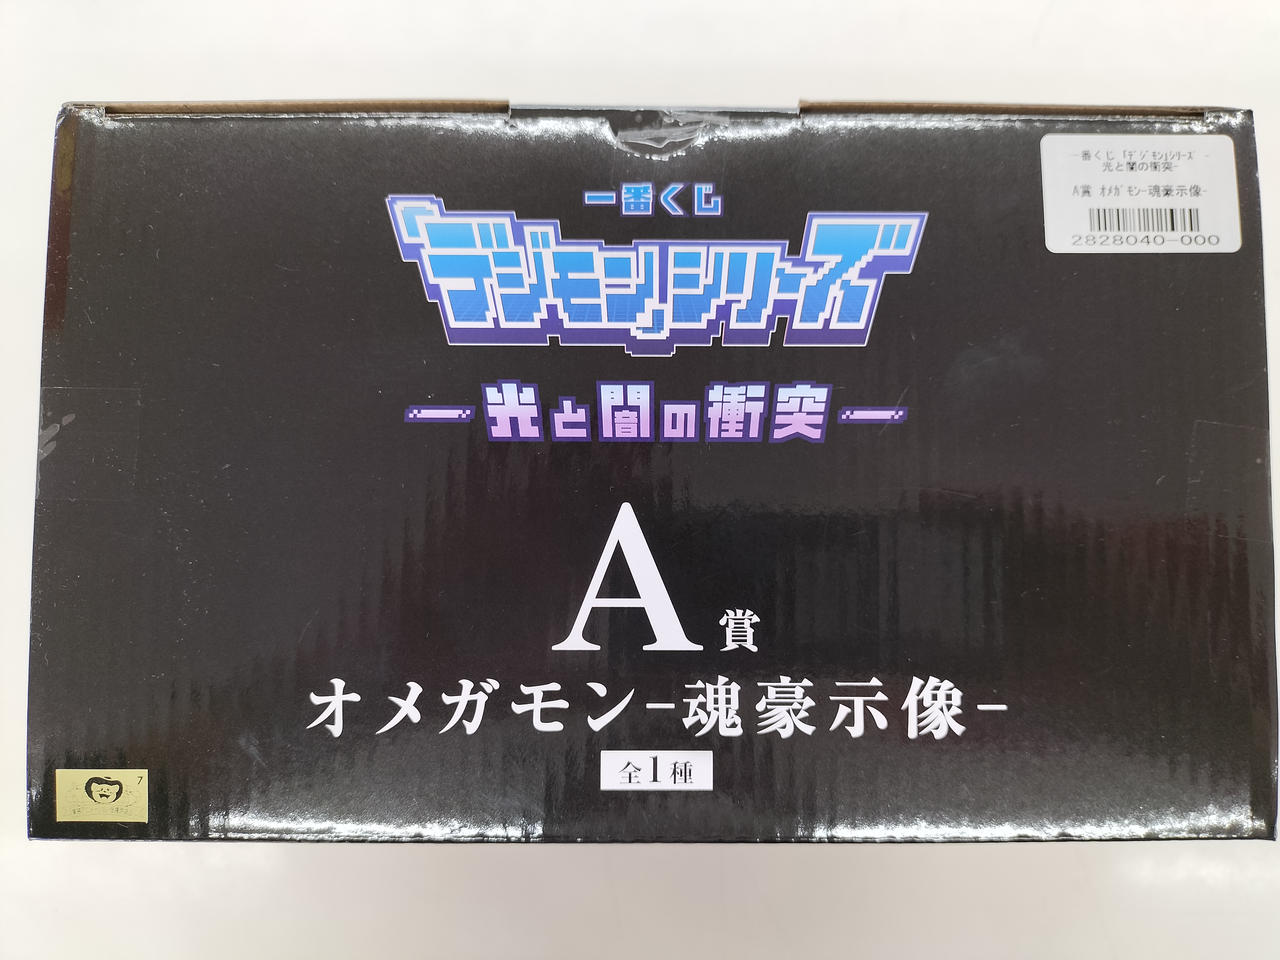 一番くじ
「デジモン」シリーズ
―光と闇の衝突―
A賞
オメガモン-魂豪示像-
全1種
一番くじ 「デジモン」シリーズ -
光と闇の衝突-
A賞 オメガモン-魂豪示像-
2828040-000
7